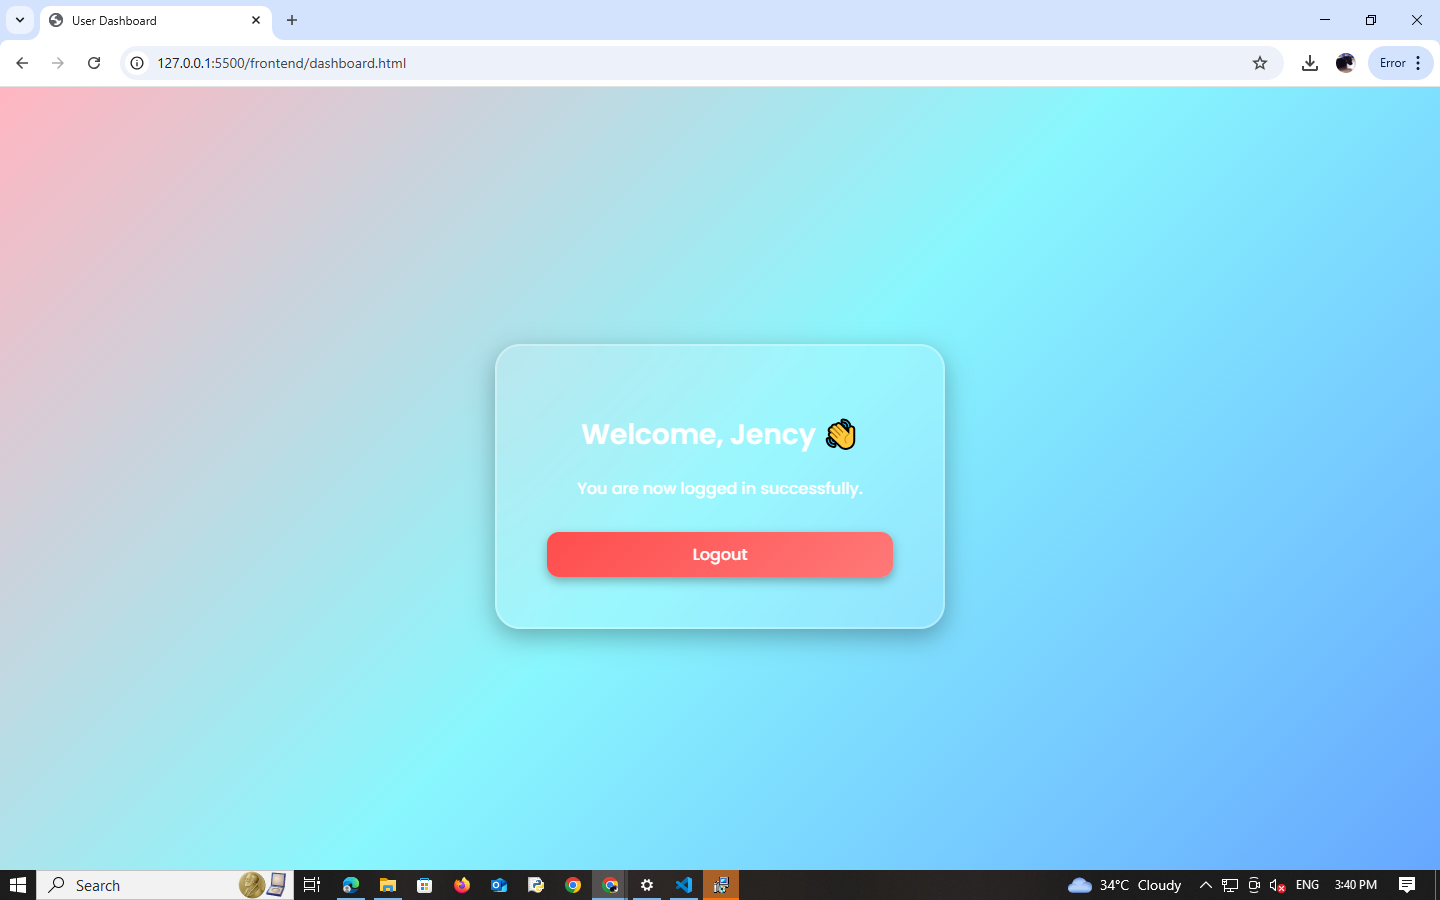 User Dashboard
127.0.0.1:5500/frontend/dashboard.html
Error
Welcome, Jency 👋
You are now logged in successfully.
Logout
Search
34°C Cloudy
ENG
3:40 PM